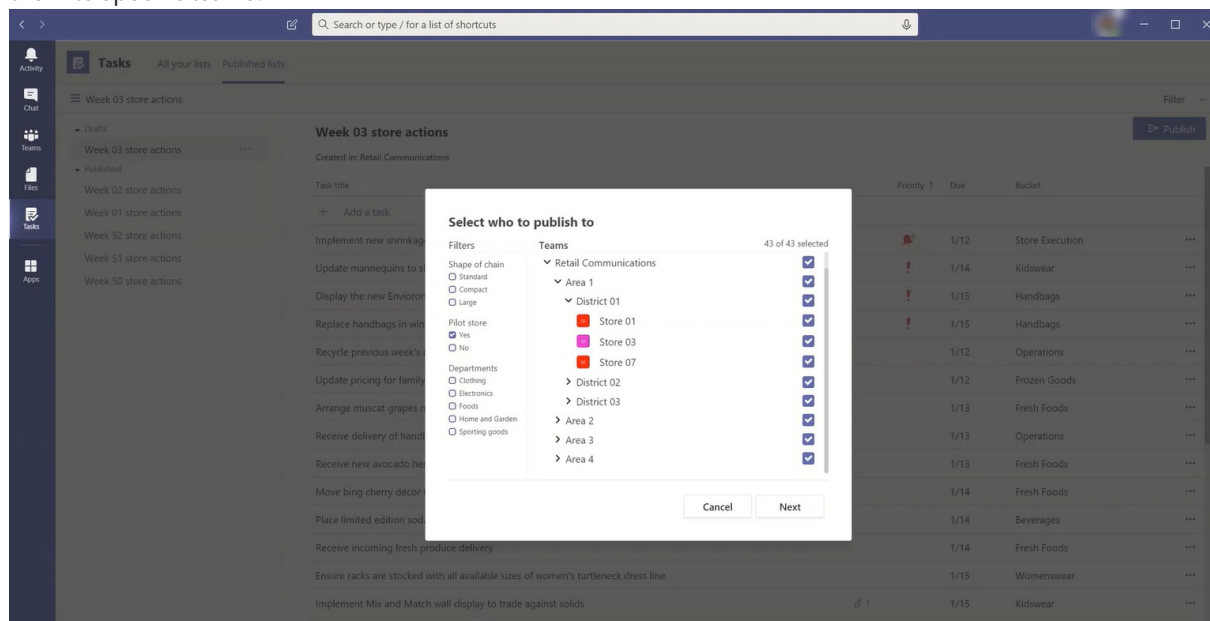 Search or type / for a list of shortcuts
Activity
Chat
Teams
Files
Tasks
Apps
Tasks All your lists Published lists
Week 03 store actions Filter
Drafts
Week 03 store actions
Published
Week 02 store actions
Week 01 store actions
Week 52 store actions
Week 51 store actions
Week 50 store actions
Week 03 store actions Publish
Created in: Retail Communications
Task title Priority ↑ Due Bucket
+ Add a task
Implement new shrinkag 1/12 Store Execution
Update mannequins to s 1/14 Kidswear
Display the new Envioron 1/15 Handbags
Replace handbags in win 1/15 Handbags
Recycle previous week's 1/12 Operations
Update pricing for family 1/12 Frozen Goods
Arrange muscat grapes 1/13 Fresh Foods
Receive delivery of handb 1/13 Operations
Receive new avocado her 1/13 Fresh Foods
Move bing cherry decor 1/14 Fresh Foods
Place limited edition soda 1/14 Beverages
Receive incoming fresh produce delivery 1/14 Fresh Foods
Ensure racks are stocked with all available sizes of women's turtleneck dress line 1/15 Womenswear
Implement Mix and Match wall display to trade against solids 1 1/15 Kidswear
Select who to publish to
Filters
Shape of chain
Standard
Compact
Large
Pilot store
Yes
No
Departments
Clothing
Electronics
Foods
Home and Garden
Sporting goods
Teams 43 of 43 selected
Retail Communications
Area 1
District 01
Store 01
Store 03
Store 07
District 02
District 03
Area 2
Area 3
Area 4
Cancel Next